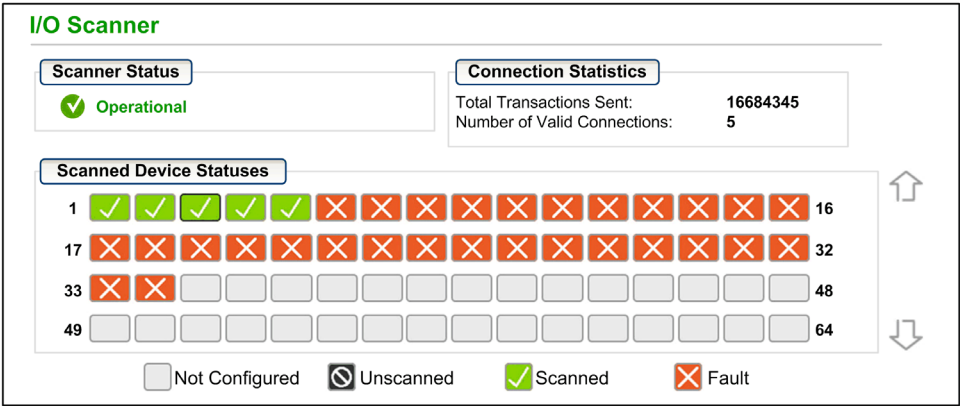 I/O Scanner
Scanner Status
Operational
Connection Statistics
Total Transactions Sent: 16684345
Number of Valid Connections: 5
Scanned Device Statuses
1 16
17 32
33 48
49 64
Not Configured Unscanned Scanned Fault